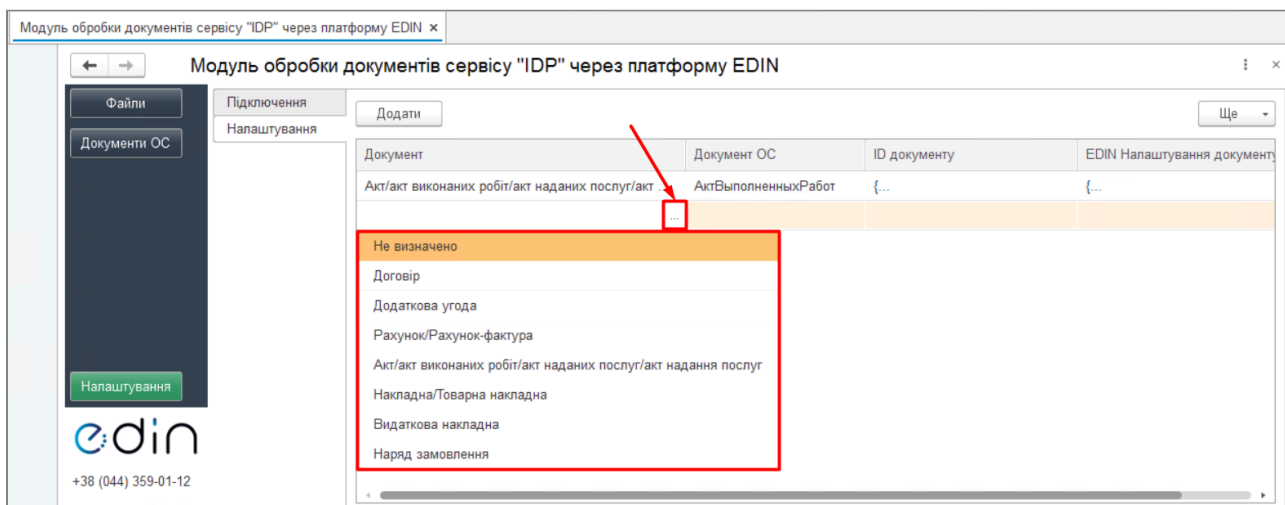 Модуль обробки документів сервісу "IDP" через платформу EDIN ×
Модуль обробки документів сервісу "IDP" через платформу EDIN
Файли
Документи ОС
Підключення
Налаштування
Додати
Ще
Документ Документ ОС ID документу EDIN Налаштування документу
Акт/акт виконаних робіт/акт наданих послуг/акт ... АктВыполненныхРабот {... {...
...
Не визначено
Договір
Додаткова угода
Рахунок/Рахунок-фактура
Акт/акт виконаних робіт/акт наданих послуг/акт надання послуг
Накладна/Товарна накладна
Видаткова накладна
Наряд замовлення
Налаштування
edin
+38 (044) 359-01-12